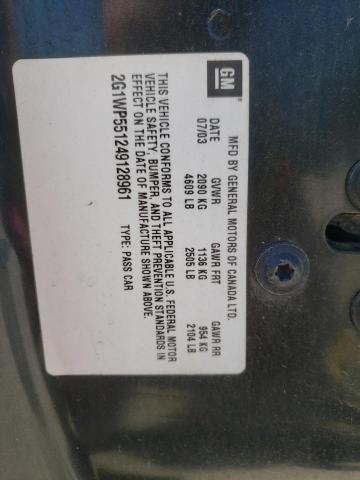 GM
MFD BY GENERAL MOTORS OF CANADA LTD.
DATE GVWR GAWR FRT GAWR RR
07/03 2090 KG 1136 KG 954 KG
4609 LB 2505 LB 2104 LB
THIS VEHICLE CONFORMS TO ALL APPLICABLE U.S. FEDERAL MOTOR
VEHICLE SAFETY, BUMPER, AND THEFT PREVENTION STANDARDS IN
EFFECT ON THE DATE OF MANUFACTURE SHOWN ABOVE.
2G1WP551249128961 TYPE: PASS CAR